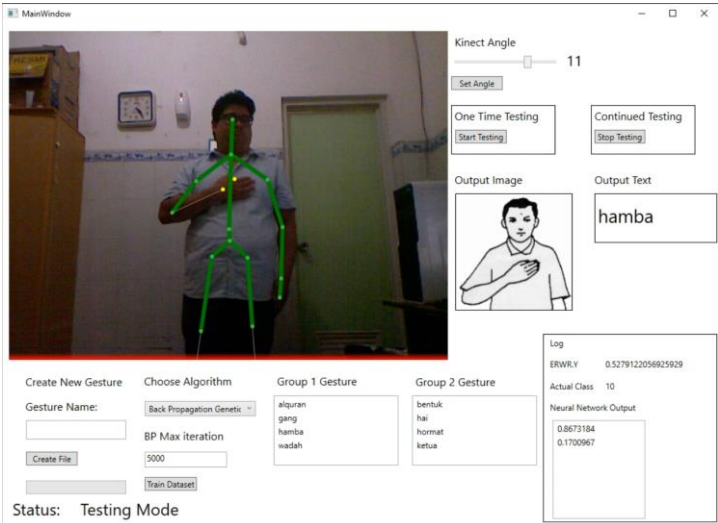 MainWindow
Kinect Angle
11
Set Angle
One Time Testing
Start Testing
Continued Testing
Stop Testing
Output Image
Output Text
hamba
Log
ERWR.Y 0.5279122056925929
Actual Class 10
Neural Network Output
0.8673184
0.1700967
Create New Gesture
Gesture Name:
Create File
Choose Algorithm
Back Propagation Genetic
BP Max iteration
5000
Train Dataset
Group 1 Gesture
alquran
gang
hamba
wadah
Group 2 Gesture
bentuk
hai
hormat
ketua
Status: Testing Mode